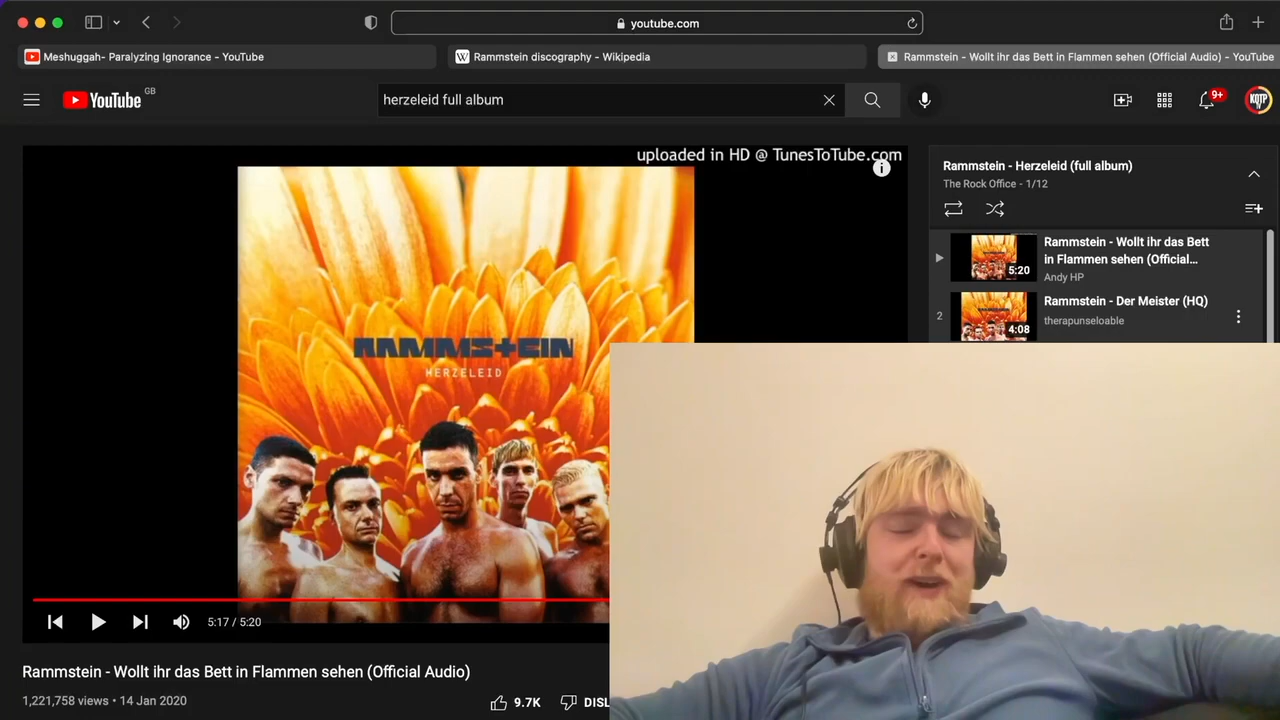 youtube.com
Meshuggah- Paralyzing Ignorance - YouTube
W Rammstein discography - Wikipedia
Rammstein - Wollt ihr das Bett in Flammen sehen (Official Audio) - YouTube
YouTube GB
herzeleid full album
9+
KQTP
uploaded in HD @ TunesToTube.com
Rammstein - Herzeleid (full album)
The Rock Office - 1/12
Rammstein - Wollt ihr das Bett
in Flammen sehen (Official...
5:20
Andy HP
2
Rammstein - Der Meister (HQ)
therapunseloable
4:08
RAMMSTEIN
HERZELEID
5:17 / 5:20
Rammstein - Wollt ihr das Bett in Flammen sehen (Official Audio)
1,221,758 views • 14 Jan 2020
9.7K
DISL